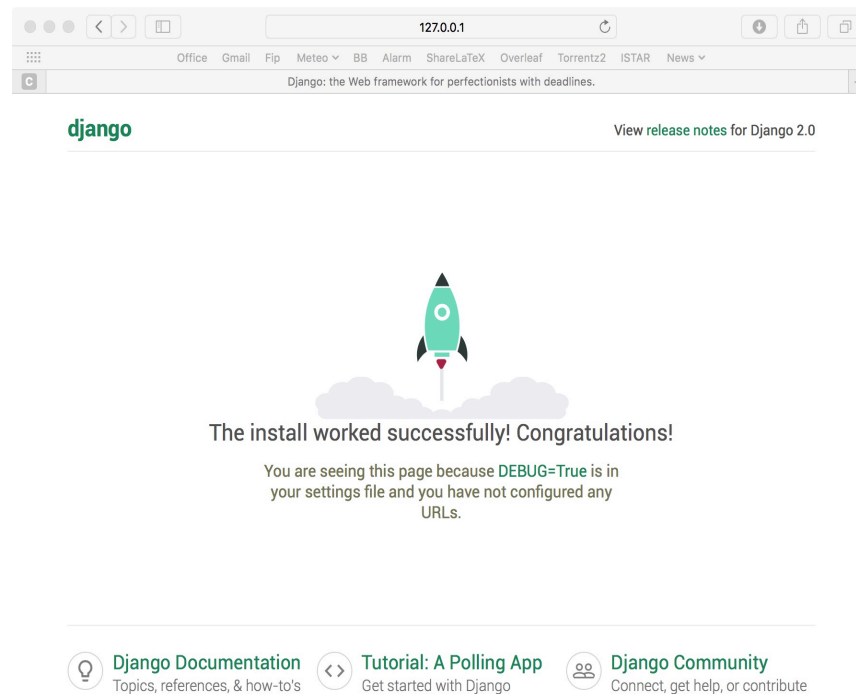 127.0.0.1
Office Gmail Fip Meteo BB Alarm ShareLaTeX Overleaf Torrentz2 ISTAR News
C Django: the Web framework for perfectionists with deadlines.
django View release notes for Django 2.0
The install worked successfully! Congratulations!
You are seeing this page because DEBUG=True is in
your settings file and you have not configured any
URLs.
Django Documentation Tutorial: A Polling App Django Community
Topics, references, & how-to's Get started with Django Connect, get help, or contribute